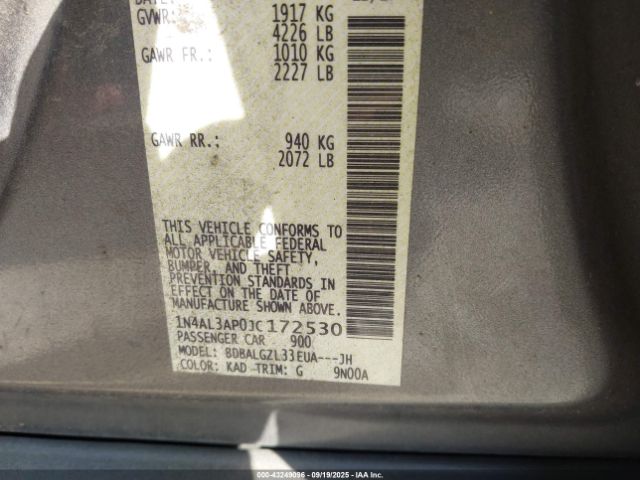 GVWR: 1917 KG
4226 LB
GAWR FR.: 1010 KG
2227 LB
GAWR RR.: 940 KG
2072 LB
THIS VEHICLE CONFORMS TO
ALL APPLICABLE FEDERAL
MOTOR VEHICLE SAFETY,
BUMPER, AND THEFT
PREVENTION STANDARDS IN
EFFECT ON THE DATE OF
MANUFACTURE SHOWN ABOVE.
1N4AL3AP0JC172530
PASSENGER CAR 900
MODEL: BDBALGZL33EUA---JH
COLOR: KAD TRIM: G 9N00A
000-43249096 - 09/19/2025 - IAA Inc.